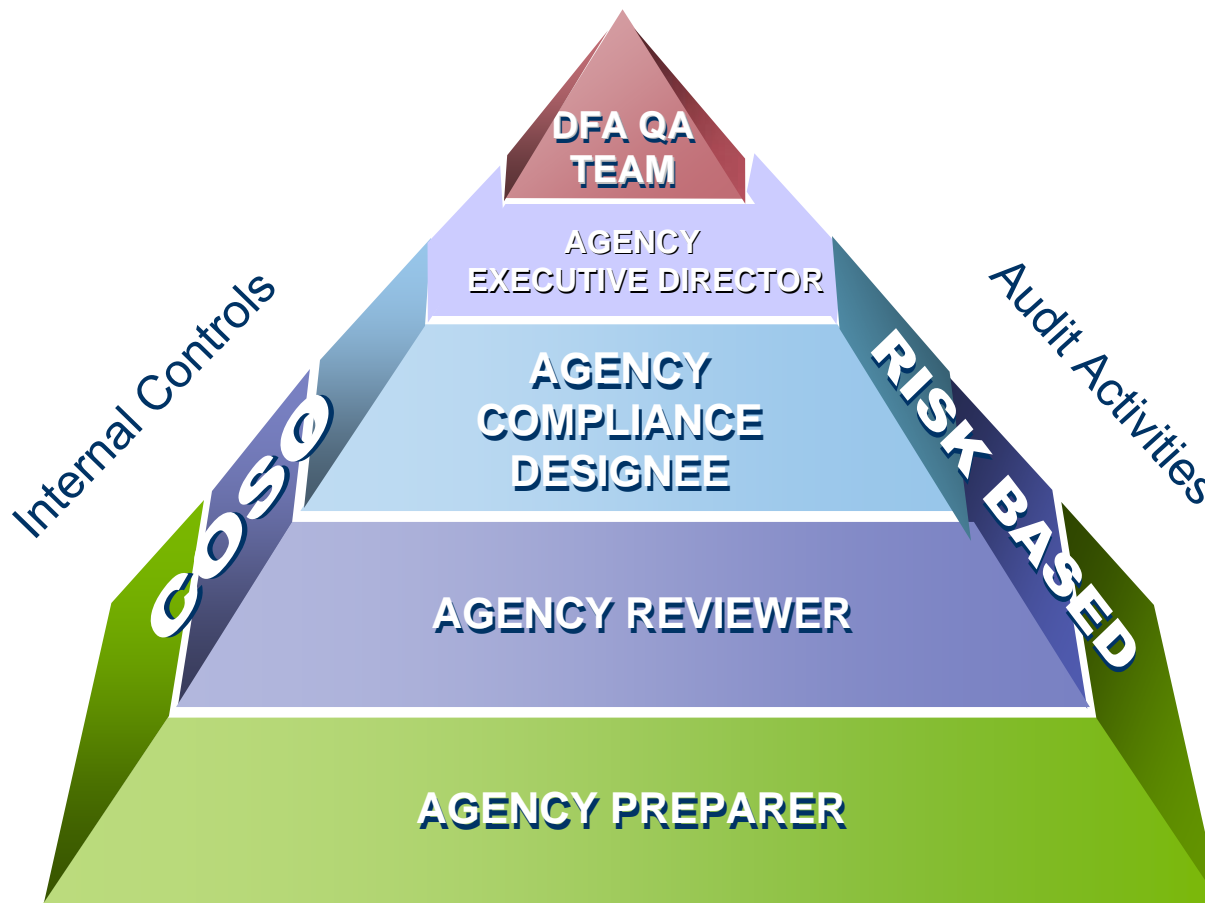 DFA QA
TEAM
AGENCY
EXECUTIVE DIRECTOR
Internal Controls
Audit Activities
AGENCY
COMPLIANCE
DESIGNEE
COSO
RISK BASED
AGENCY REVIEWER
AGENCY PREPARER